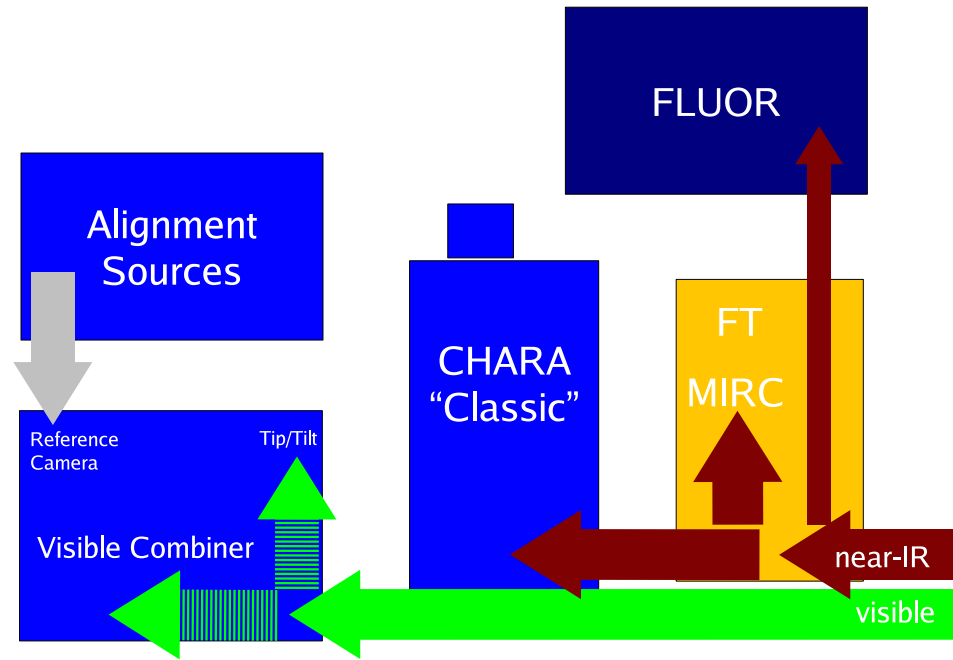 FLUOR
Alignment
Sources
CHARA
“Classic”
FT
MIRC
Reference
Camera
Tip/Tilt
Visible Combiner
near-IR
visible